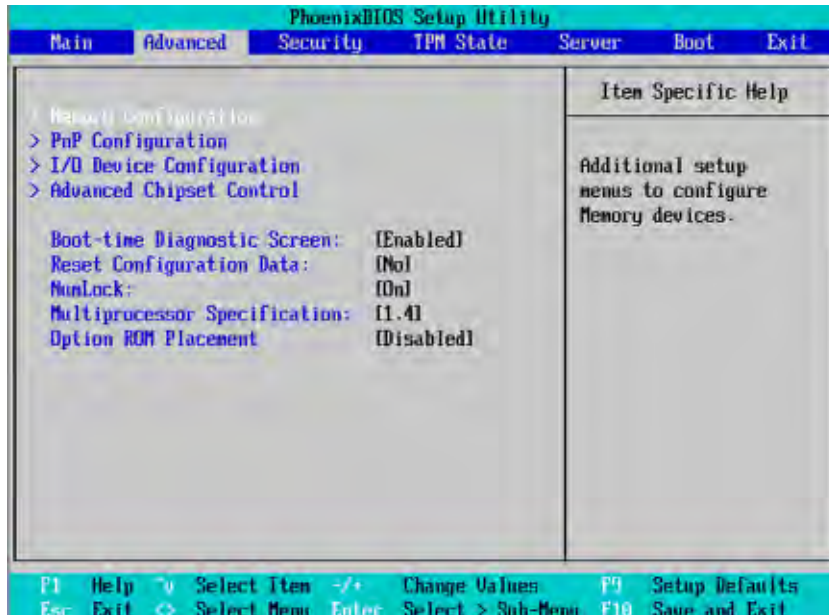 PhoenixBIOS Setup Utility
Main Advanced Security TPM State Server Boot Exit
Item Specific Help
> Memory Configuration
> PnP Configuration
> I/O Device Configuration
> Advanced Chipset Control
Additional setup
menus to configure
Memory devices.
Boot-time Diagnostic Screen: [Enabled]
Reset Configuration Data: [No]
NumLock: [On]
Multiprocessor Specification: [1.4]
Option ROM Placement [Disabled]
F1 Help ^v Select Item -/+ Change Values F9 Setup Defaults
Esc Exit <> Select Menu Enter Select > Sub-Menu F10 Save and Exit